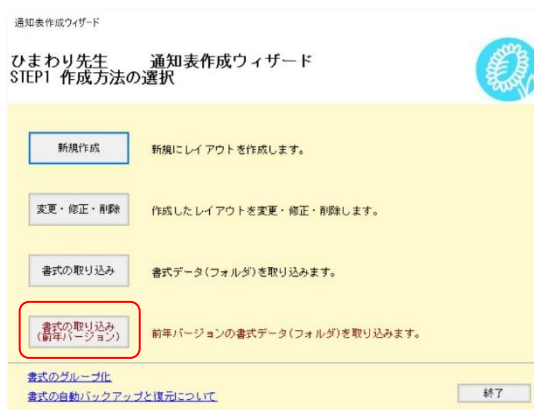 通知表作成ウィザード
ひまわり先生　　通知表作成ウィザード
STEP1 作成方法の選択
新規作成　新規にレイアウトを作成します。
変更・修正・削除　作成したレイアウトを変更・修正・削除します。
書式の取り込み　書式データ(フォルダ)を取り込みます。
書式の取り込み
(前年バージョン)　前年バージョンの書式データ(フォルダ)を取り込みます。
書式のグループ化
書式の自動バックアップと復元について
終了